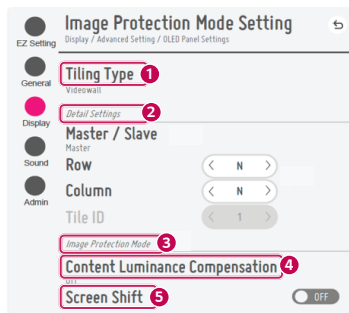 Image Protection Mode Setting
Display / Advanced Setting / OLED Panel Settings
EZ Setting
General
Display
Sound
Admin
Tiling Type 1
Videowall
Detail Settings 2
Master / Slave
Master
Row < N >
Column < N >
Tile ID < 1 >
Image Protection Mode 3
Content Luminance Compensation 4
Off
Screen Shift 5 OFF